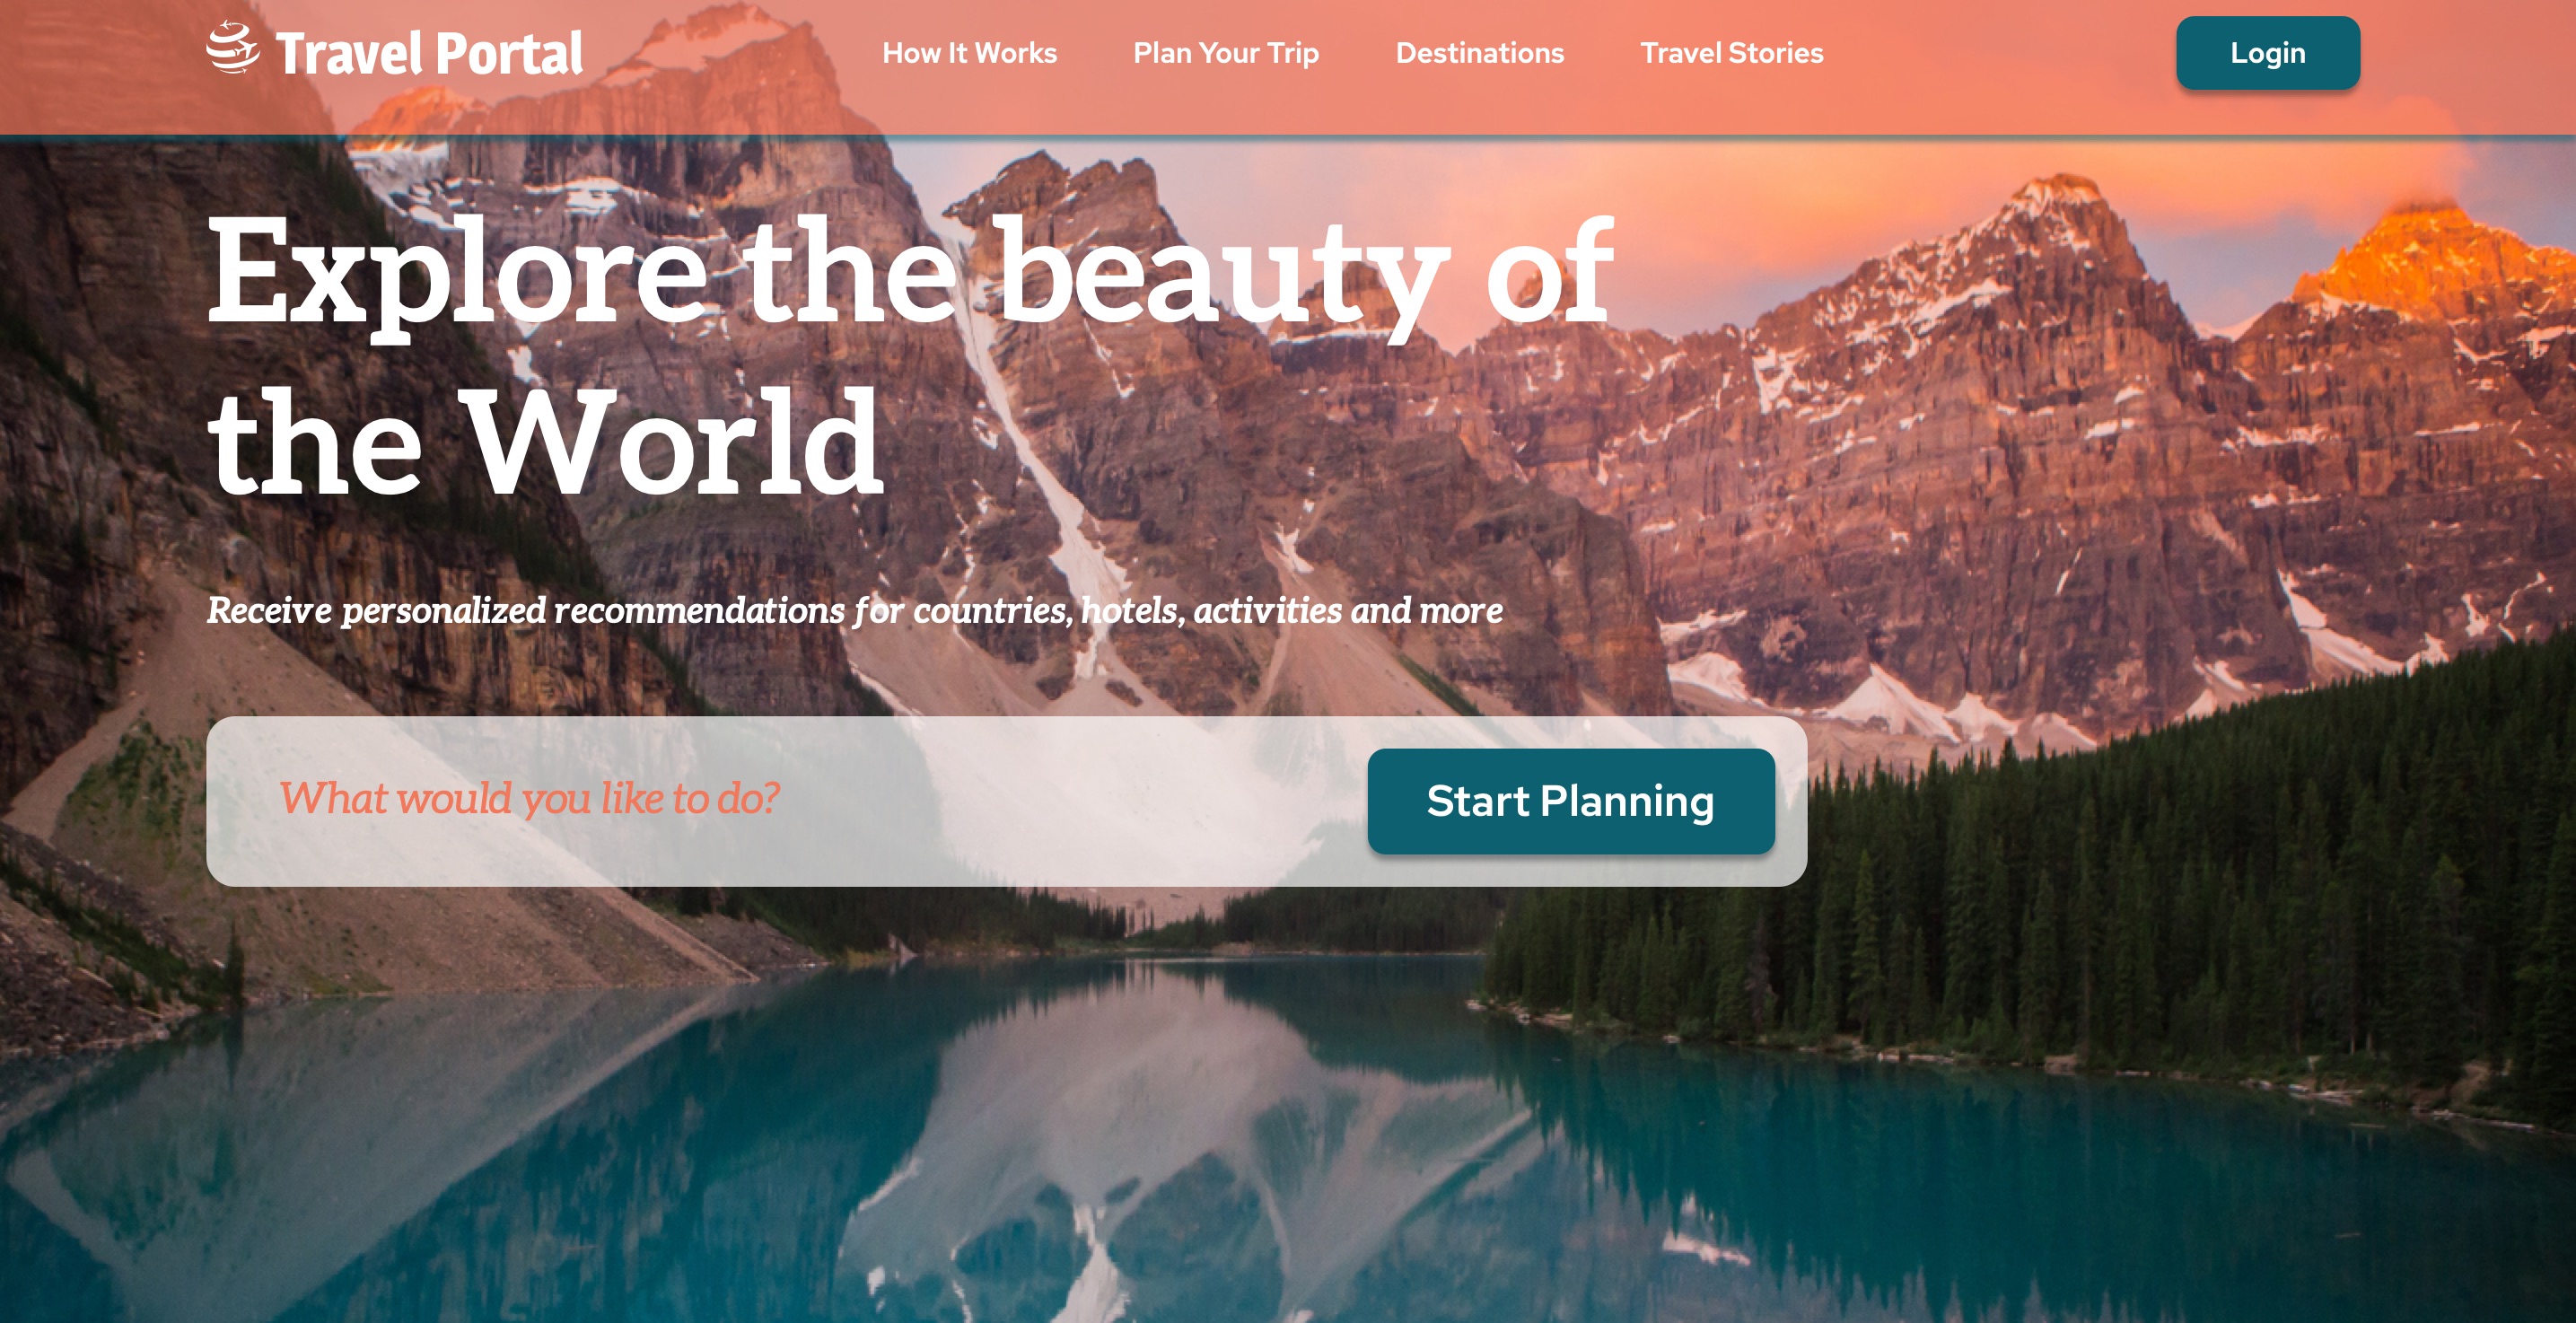 Travel Portal
How It Works
Plan Your Trip
Destinations
Travel Stories
Login
Explore the beauty of
the World
Receive personalized recommendations for countries, hotels, activities and more
What would you like to do?
Start Planning